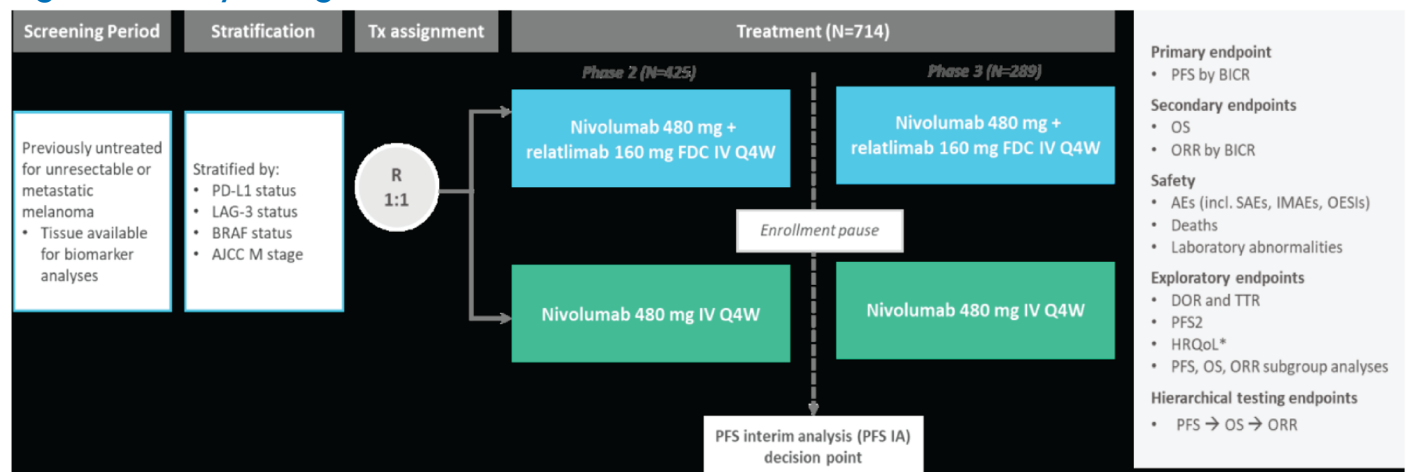 Screening Period
Stratification
Tx assignment
Treatment (N=714)
Phase 2 (N=425)
Phase 3 (N=289)
Previously untreated
for unresectable or
metastatic
melanoma
• Tissue available
for biomarker
analyses
Stratified by:
• PD-L1 status
• LAG-3 status
• BRAF status
• AJCC M stage
R
1:1
Nivolumab 480 mg +
relatlimab 160 mg FDC IV Q4W
Nivolumab 480 mg +
relatlimab 160 mg FDC IV Q4W
Enrollment pause
Nivolumab 480 mg IV Q4W
Nivolumab 480 mg IV Q4W
PFS interim analysis (PFS IA)
decision point
Primary endpoint
• PFS by BICR
Secondary endpoints
• OS
• ORR by BICR
Safety
• AEs (incl. SAEs, IMAEs, OESIs)
• Deaths
• Laboratory abnormalities
Exploratory endpoints
• DOR and TTR
• PFS2
• HRQoL*
• PFS, OS, ORR subgroup analyses
Hierarchical testing endpoints
• PFS → OS → ORR